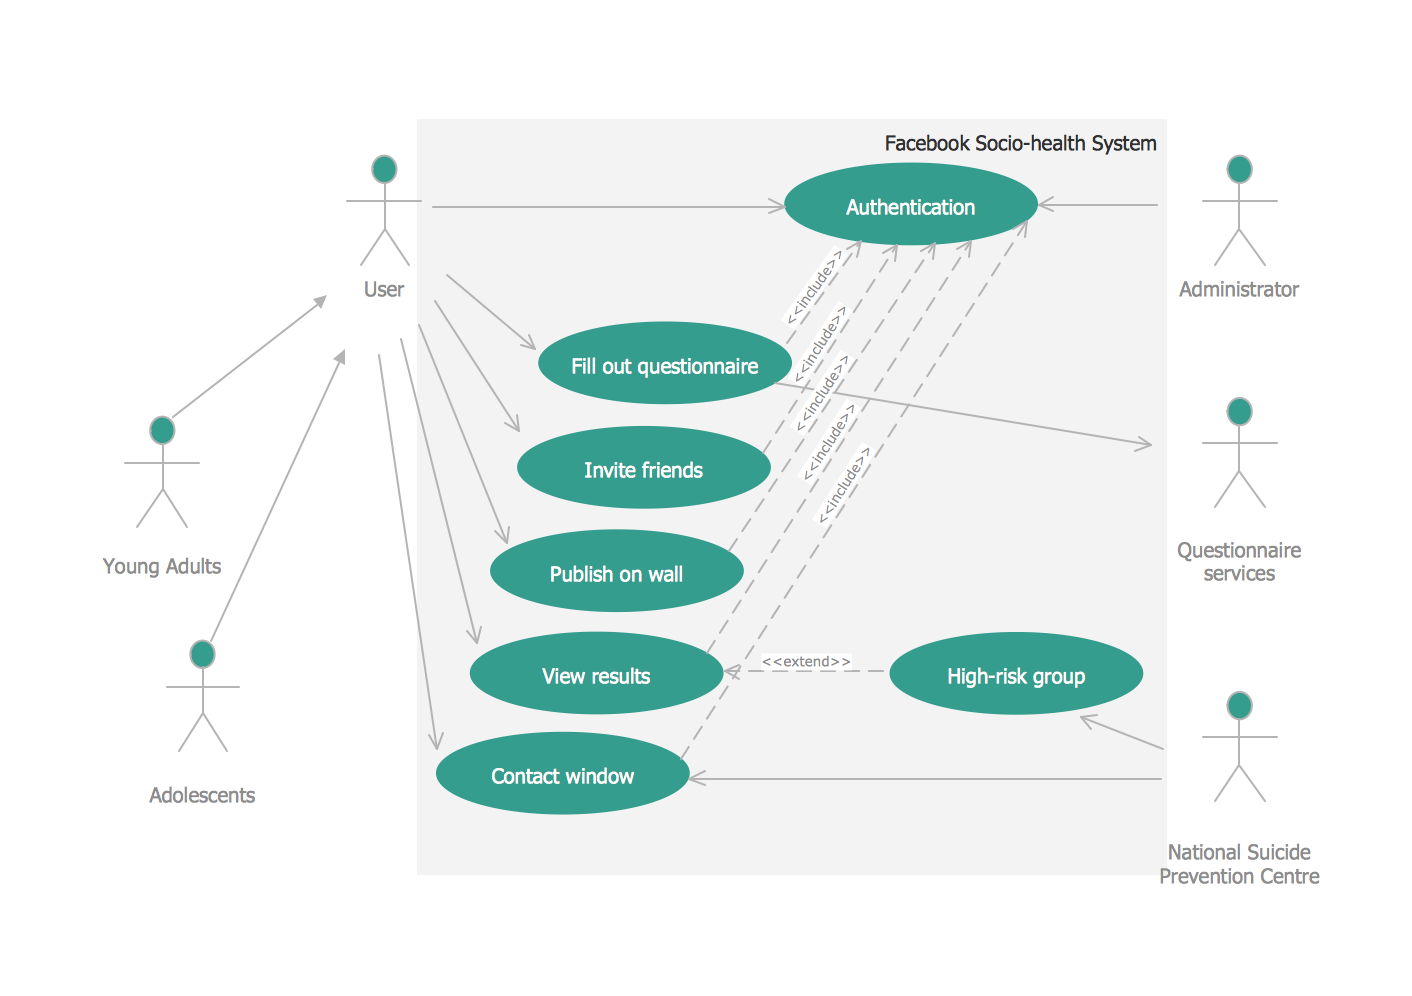 Facebook Socio-health System
Authentication
User
Administrator
<<include>>
<<include>>
<<include>>
<<include>>
<<include>>
Fill out questionnaire
Invite friends
Young Adults
Publish on wall
Questionnaire
services
View results
<<extend>>
High-risk group
Contact window
Adolescents
National Suicide
Prevention Centre